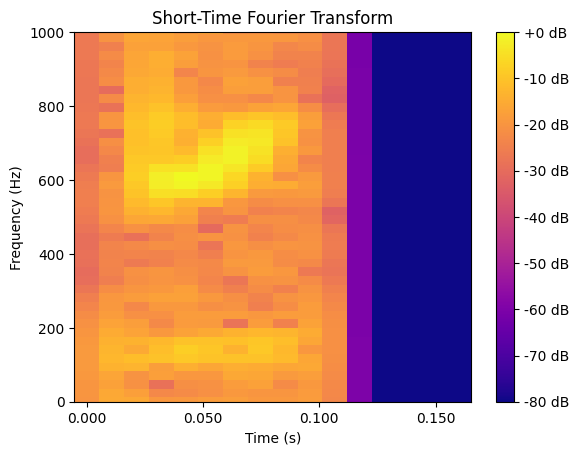 Short-Time Fourier Transform
1000
800
600
400
200
0
Frequency (Hz)
0.000
0.050
0.100
0.150
Time (s)
+0 dB
-10 dB
-20 dB
-30 dB
-40 dB
-50 dB
-60 dB
-70 dB
-80 dB